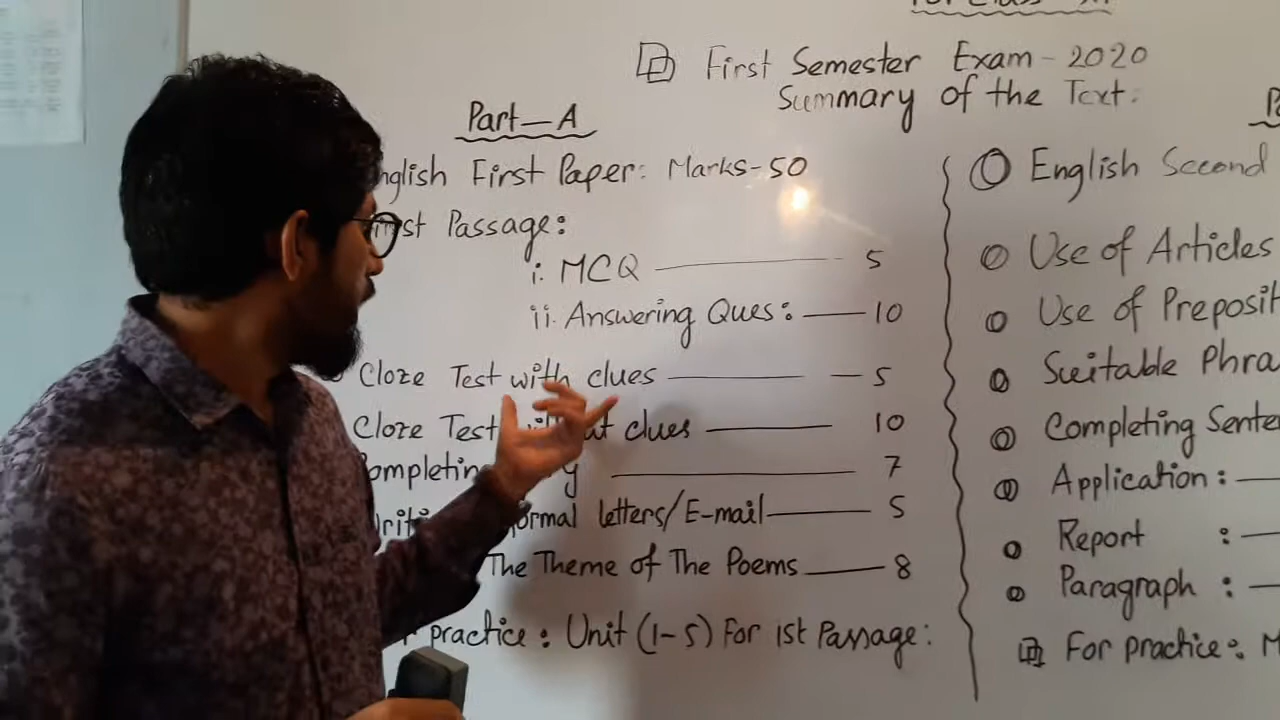 First Semester Exam - 2020
Summary of the Text:
Part—A
English First Paper: Marks-50
Passage:
i. MCQ 5
ii. Answering Ques: 10
Cloze Test with clues 5
Cloze Test clues 10
Completing 7
letters/E-mail 5
The Theme of The Poems 8
practice: Unit (1-5) For 1st Passage:
English Second
Use of Articles
Use of
Suitable
Completing
Application:
Report :
Paragraph :
For practice: